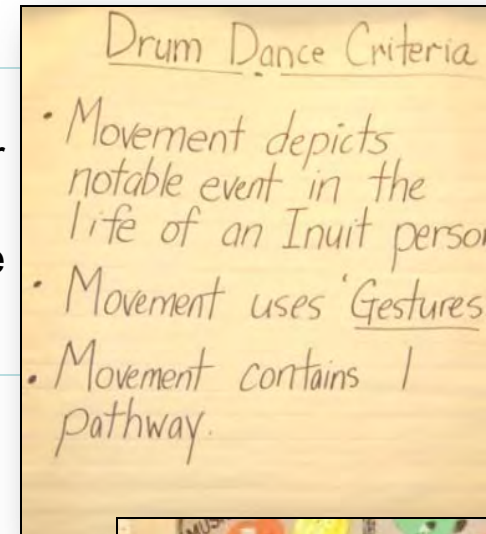 Drum Dance Criteria
• Movement depicts
notable event in the
life of an Inuit person
• Movement uses 'Gestures
• Movement contains 1
pathway.
r
e
MUS